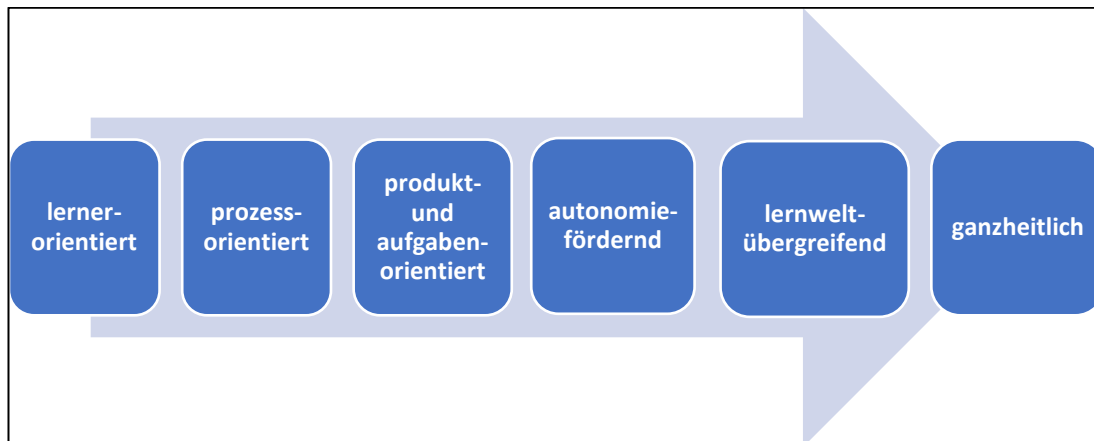 lerner-
orientiert
prozess-
orientiert
produkt-
und
aufgaben-
orientiert
autonomie-
fördernd
lernwelt-
übergreifend
ganzheitlich